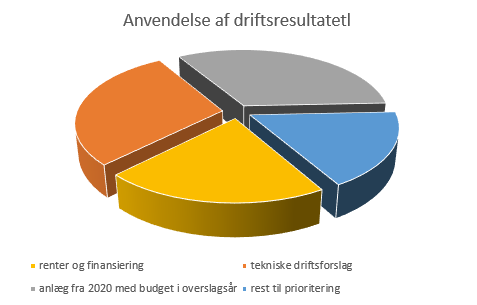 Anvendelse af driftsresultatetl
renter og finansiering
tekniske driftsforslag
anlæg fra 2020 med budget i overslagsår
rest til prioritering